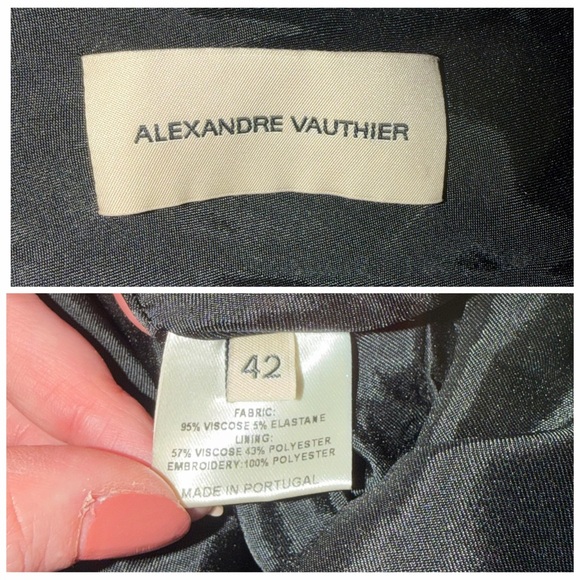 ALEXANDRE VAUTHIER
42
FABRIC:
95% VISCOSE 5% ELASTANE
LINING:
57% VISCOSE 43% POLYESTER
EMBROIDERY:100% POLYESTER
MADE IN PORTUGAL